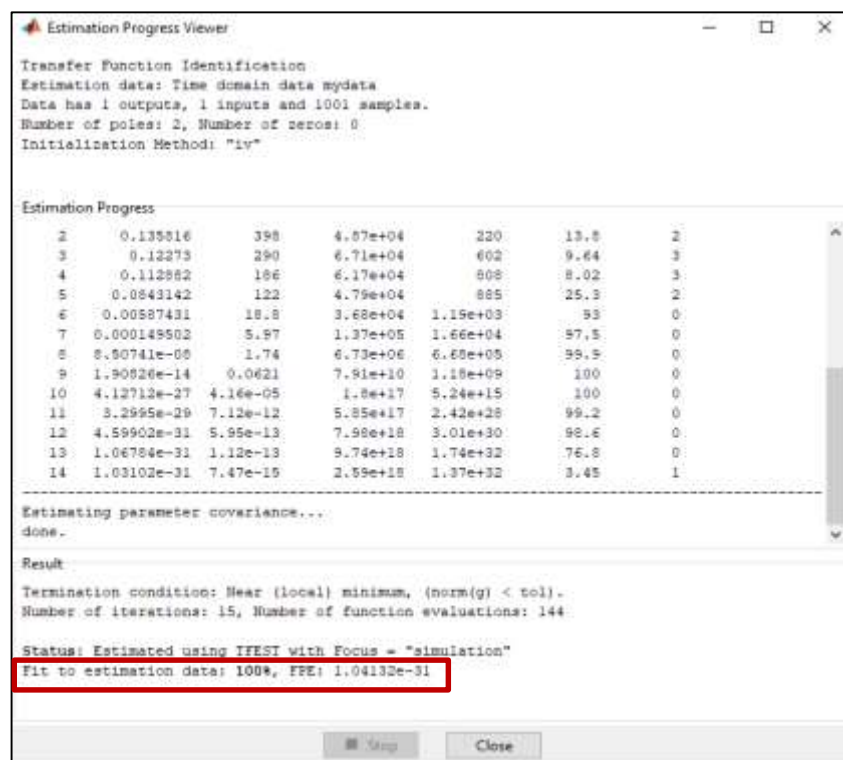 Estimation Progress Viewer
Transfer Function Identification
Estimation data: Time domain data mydata
Data has 1 outputs, 1 inputs and 1001 samples.
Number of poles: 2, Number of zeros: 0
Initialization Method: "iv"
Estimation Progress
2 0.135816 398 4.87e+04 220 13.8 2
3 0.12273 290 6.71e+04 602 9.64 3
4 0.112882 186 6.17e+04 808 8.02 3
5 0.0843142 122 4.79e+04 885 25.3 2
6 0.00587431 18.8 3.68e+04 1.19e+03 93 0
7 0.000149502 5.97 1.37e+05 1.66e+04 97.5 0
8 8.50741e-08 1.74 6.73e+06 6.68e+05 99.9 0
9 1.90826e-14 0.0621 7.91e+10 1.18e+09 100 0
10 4.12712e-27 4.16e-05 1.8e+17 5.24e+15 100 0
11 3.2995e-29 7.12e-12 5.85e+17 2.42e+28 99.2 0
12 4.59902e-31 5.95e-13 7.98e+18 3.01e+30 98.6 0
13 1.06784e-31 1.12e-13 9.74e+18 1.74e+32 76.8 0
14 1.03102e-31 7.47e-15 2.59e+18 1.37e+32 3.45 1
Estimating parameter covariance...
done.
Result
Termination condition: Near (local) minimum, (norm(g) < tol).
Number of iterations: 15, Number of function evaluations: 144
Status: Estimated using TFEST with Focus = "simulation"
Fit to estimation data: 100%, FPE: 1.04132e-31
Stop Close